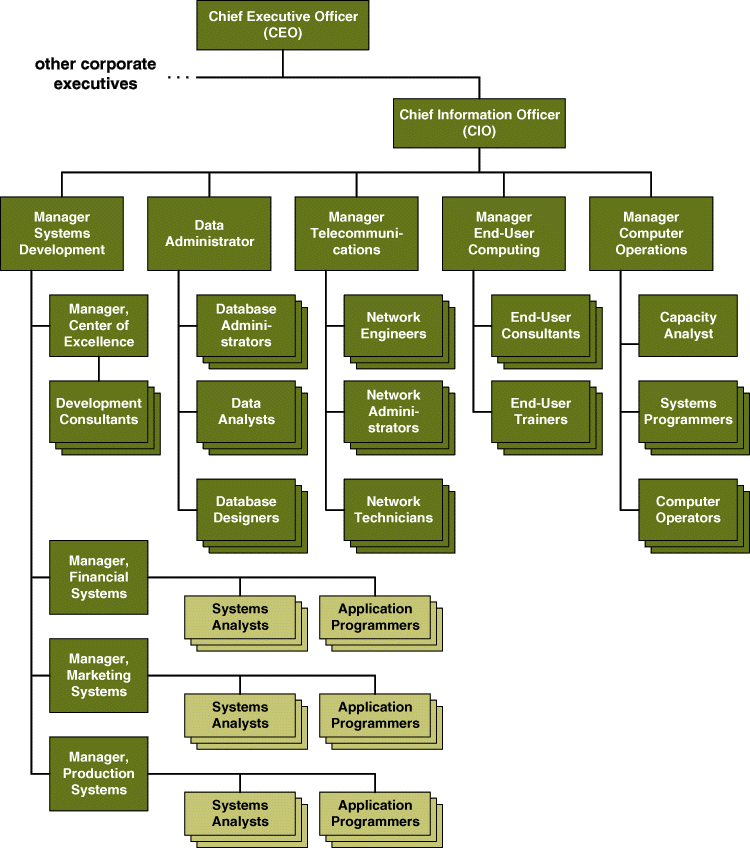 Chief Executive Officer
(CEO)
other corporate
executives
Chief Information Officer
(CIO)
Manager
Systems
Development
Data
Administrator
Manager
Telecommuni-
cations
Manager
End-User
Computing
Manager
Computer
Operations
Manager,
Center of
Excellence
Database
Admini-
strators
Network
Engineers
End-User
Consultants
Capacity
Analyst
Development
Consultants
Data
Analysts
Network
Admini-
strators
End-User
Trainers
Systems
Programmers
Database
Designers
Network
Technicians
Computer
Operators
Manager,
Financial
Systems
Systems
Analysts
Application
Programmers
Manager,
Marketing
Systems
Systems
Analysts
Application
Programmers
Manager,
Production
Systems
Systems
Analysts
Application
Programmers